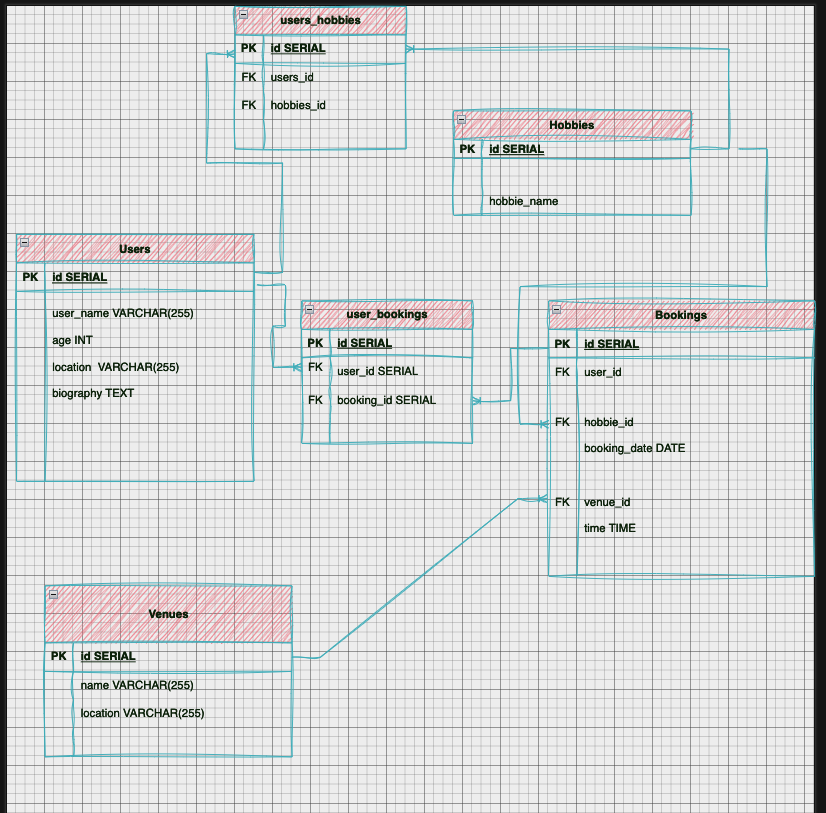 users_hobbies
PK id SERIAL
FK users_id
FK hobbies_id
Hobbies
PK id SERIAL
hobbie_name
Users
PK id SERIAL
user_name VARCHAR(255)
age INT
location VARCHAR(255)
biography TEXT
user_bookings
PK id SERIAL
FK user_id SERIAL
FK booking_id SERIAL
Bookings
PK id SERIAL
FK user_id
FK hobbie_id
booking_date DATE
FK venue_id
time TIME
Venues
PK id SERIAL
name VARCHAR(255)
location VARCHAR(255)